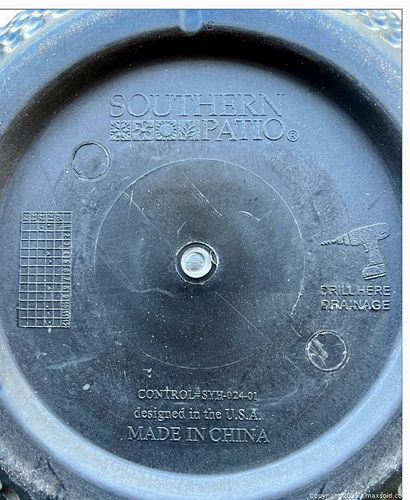 SOUTHERN
PATIO®
DRILL HERE
DRAINAGE
CONTROL#SYH-024-01
designed in the U.S.A.
MADE IN CHINA